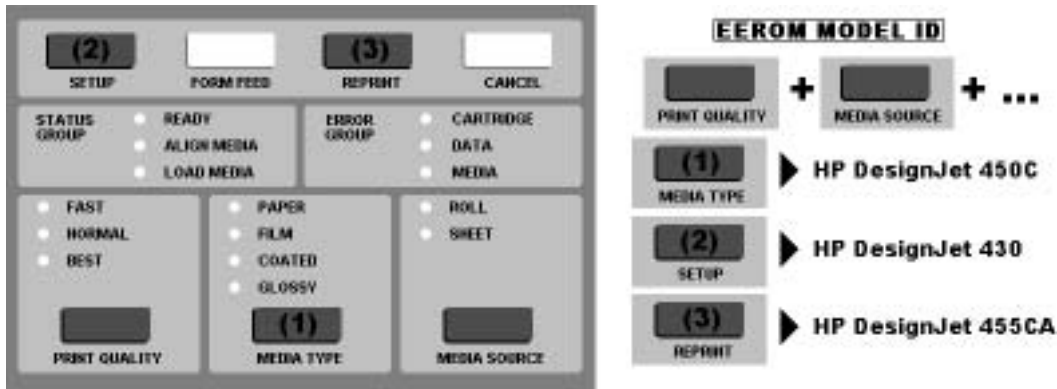 (2)
SETUP
FORM FEED
(3)
REPRINT
CANCEL
STATUS
GROUP
READY
ALIGN MEDIA
LOAD MEDIA
ERROR
GROUP
CARTRIDGE
DATA
MEDIA
FAST
NORMAL
BEST
PRINT QUALITY
PAPER
FILM
COATED
GLOSSY
(1)
MEDIA TYPE
ROLL
SHEET
MEDIA SOURCE
EEROM MODEL ID
PRINT QUALITY
+
MEDIA SOURCE
+ ...
(1)
MEDIA TYPE
HP DesignJet 450C
(2)
SETUP
HP DesignJet 430
(3)
REPRINT
HP DesignJet 455CA